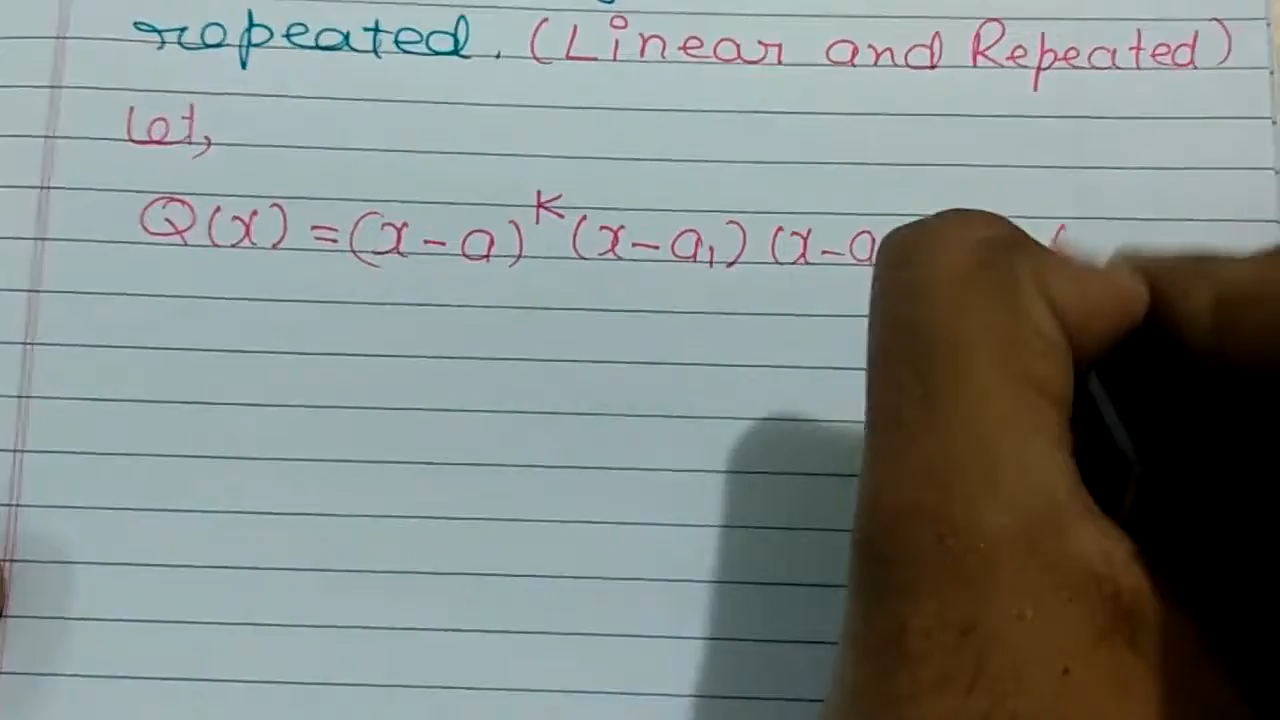 repeated. (Linear and Repeated)
Let,
Q(x) = (x-a)^K (x-a₁) (x-a